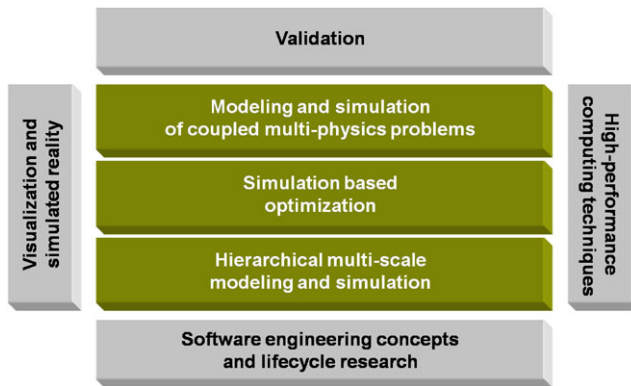 Validation
Visualization and
simulated reality
Modeling and simulation
of coupled multi-physics problems
Simulation based
optimization
Hierarchical multi-scale
modeling and simulation
High-performance
computing techniques
Software engineering concepts
and lifecycle research